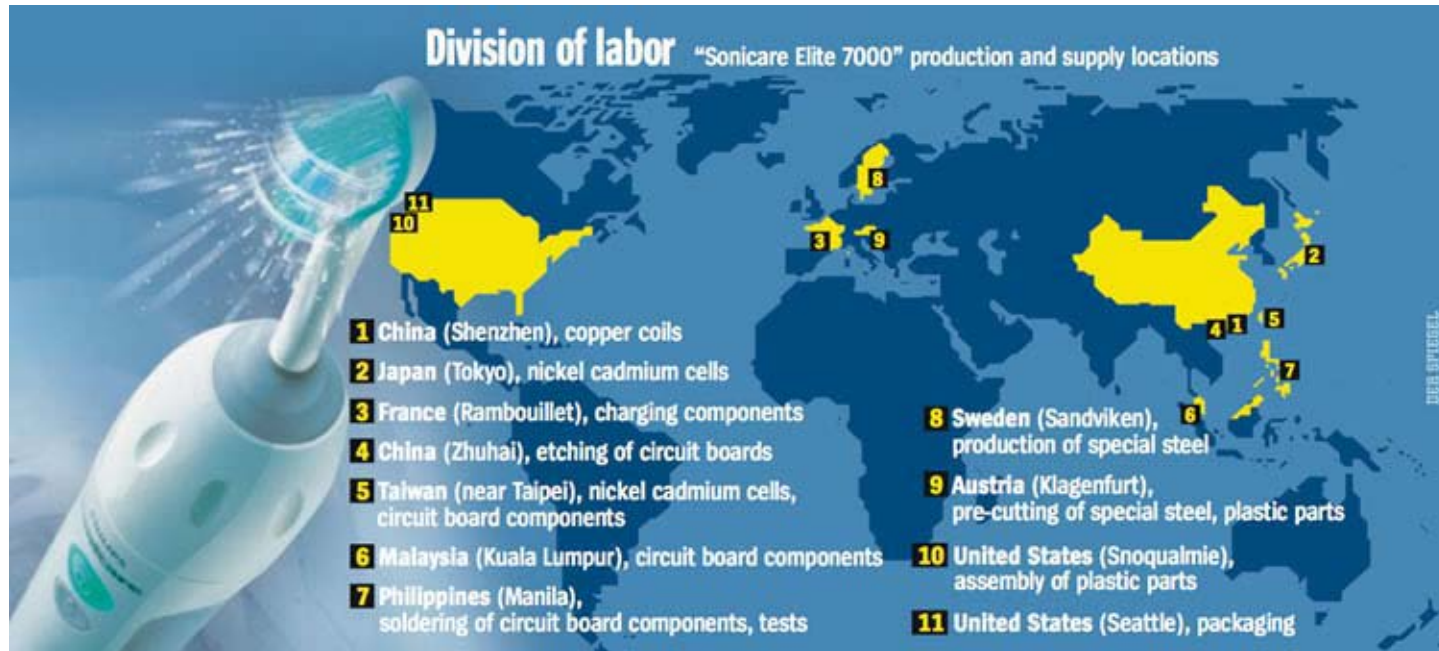 Division of labor "Sonicare Elite 7000" production and supply locations
11
10
8
3
9
2
4 1 5
7
6
1 China (Shenzhen), copper coils
2 Japan (Tokyo), nickel cadmium cells
3 France (Rambouillet), charging components
4 China (Zhuhai), etching of circuit boards
5 Taiwan (near Taipei), nickel cadmium cells,
circuit board components
6 Malaysia (Kuala Lumpur), circuit board components
7 Philippines (Manila),
soldering of circuit board components, tests
8 Sweden (Sandviken),
production of special steel
9 Austria (Klagenfurt),
pre-cutting of special steel, plastic parts
10 United States (Snoqualmie),
assembly of plastic parts
11 United States (Seattle), packaging
DER SPIEGEL